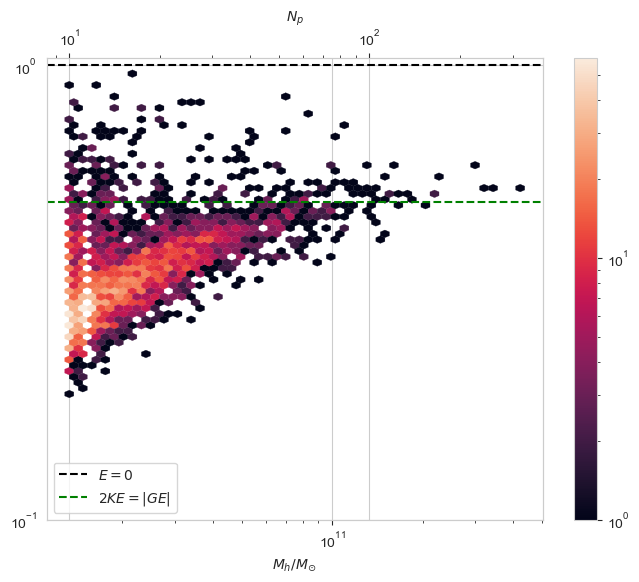 $N_p$
$10^1$ $10^2$
$10^0$
$10^1$
$E = 0$
$2KE = |GE|$
$10^{-1}$ $10^0$
$10^{11}$
$M_h/M_\odot$